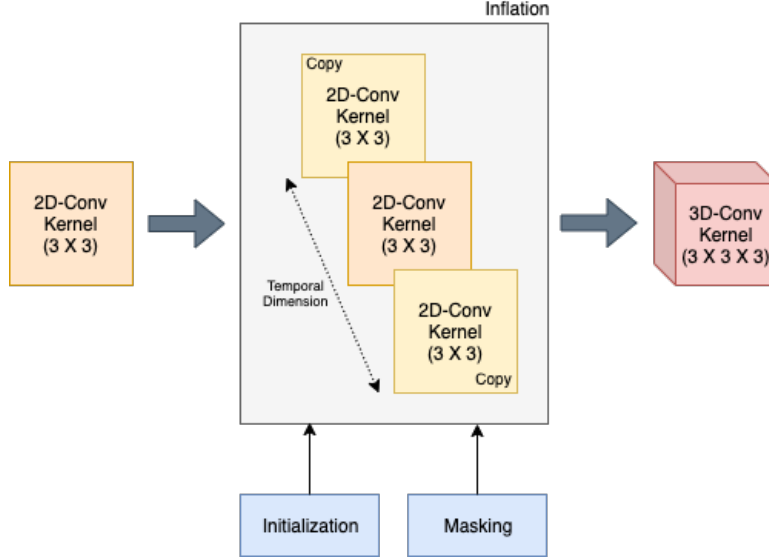 Inflation
Copy
2D-Conv
Kernel
(3 X 3)
2D-Conv
Kernel
(3 X 3)
2D-Conv
Kernel
(3 X 3)
3D-Conv
Kernel
(3 X 3 X 3)
Temporal
Dimension
2D-Conv
Kernel
(3 X 3)
Copy
Initialization
Masking